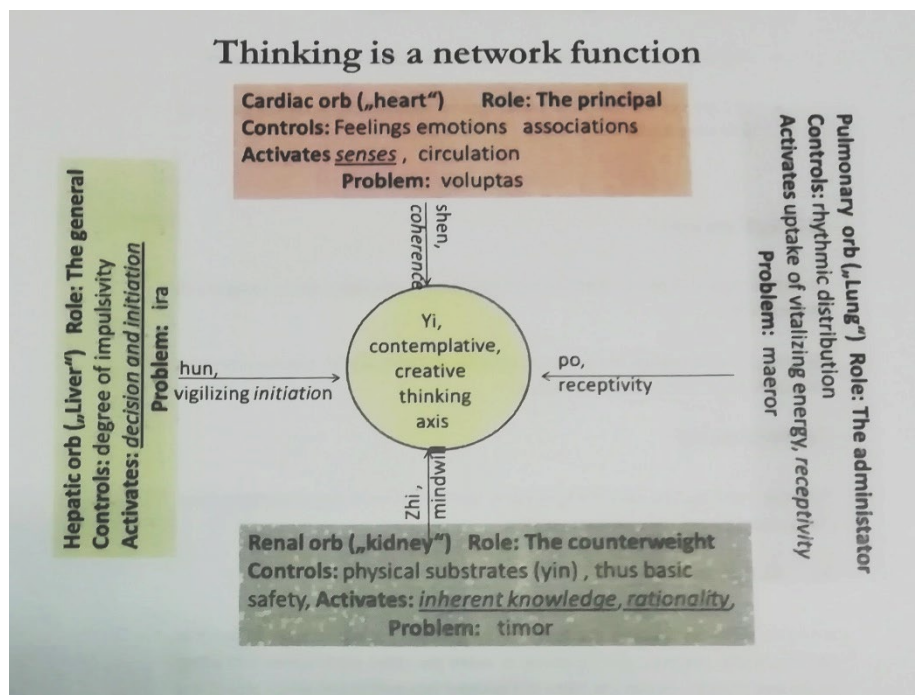 Thinking is a network function
Cardiac orb („heart“) Role: The principal
Controls: Feelings emotions associations
Activates senses , circulation
Problem: voluptas
Hepatic orb („Liver“) Role: The general
Controls: degree of impulsivity
Activates: decision and initiation
Problem: ira
shen,
coherence
hun,
vigilizing initiation
Yi,
contemplative,
creative
thinking
axis
po,
receptivity
Pulmonary orb („Lung“) Role: The administator
Controls: rhythmic distribution
Activates uptake of vitalizing energy, receptivity
Problem: maeror
Zhi,
mindpwil
Renal orb („kidney“) Role: The counterweight
Controls: physical substrates (yin) , thus basic
safety, Activates: inherent knowledge, rationality,
Problem: timor